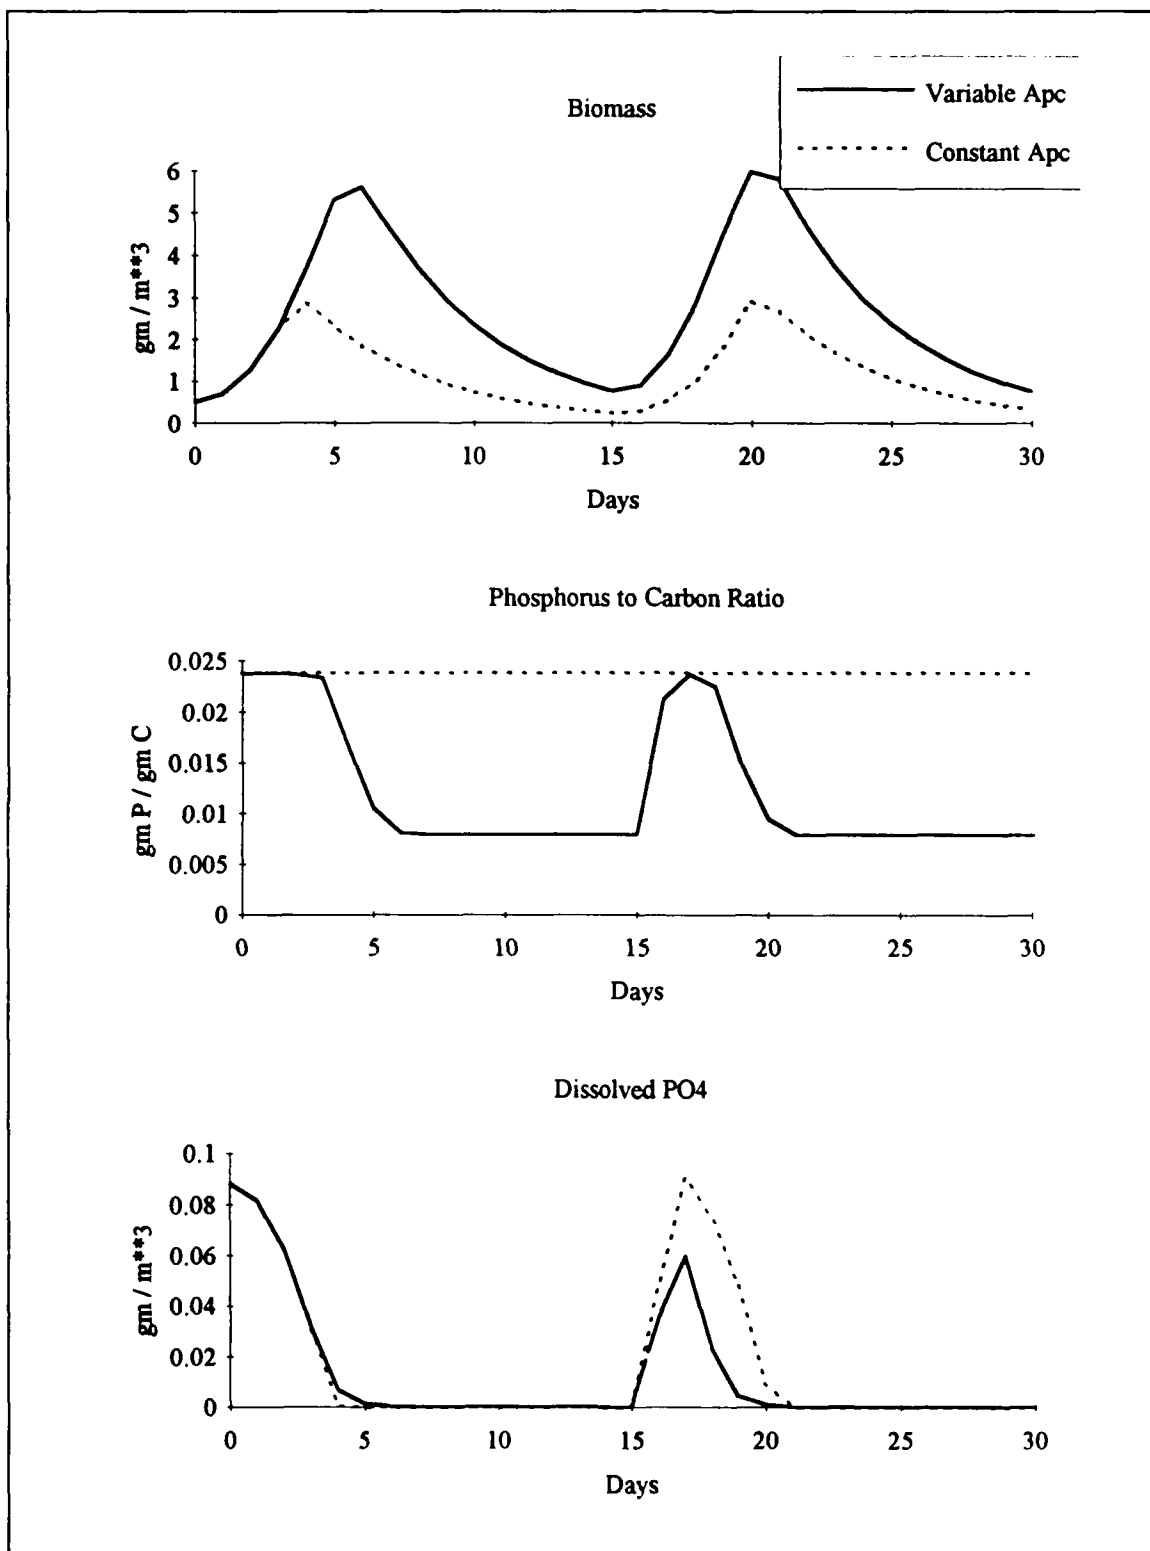 Variable Apc
Constant Apc
Biomass
gm / m**3
6
5
4
3
2
1
0
0 5 10 15 20 25 30
Days
Phosphorus to Carbon Ratio
gm P / gm C
0.025
0.02
0.015
0.01
0.005
0
0 5 10 15 20 25 30
Days
Dissolved PO4
gm / m**3
0.1
0.08
0.06
0.04
0.02
0
0 5 10 15 20 25 30
Days